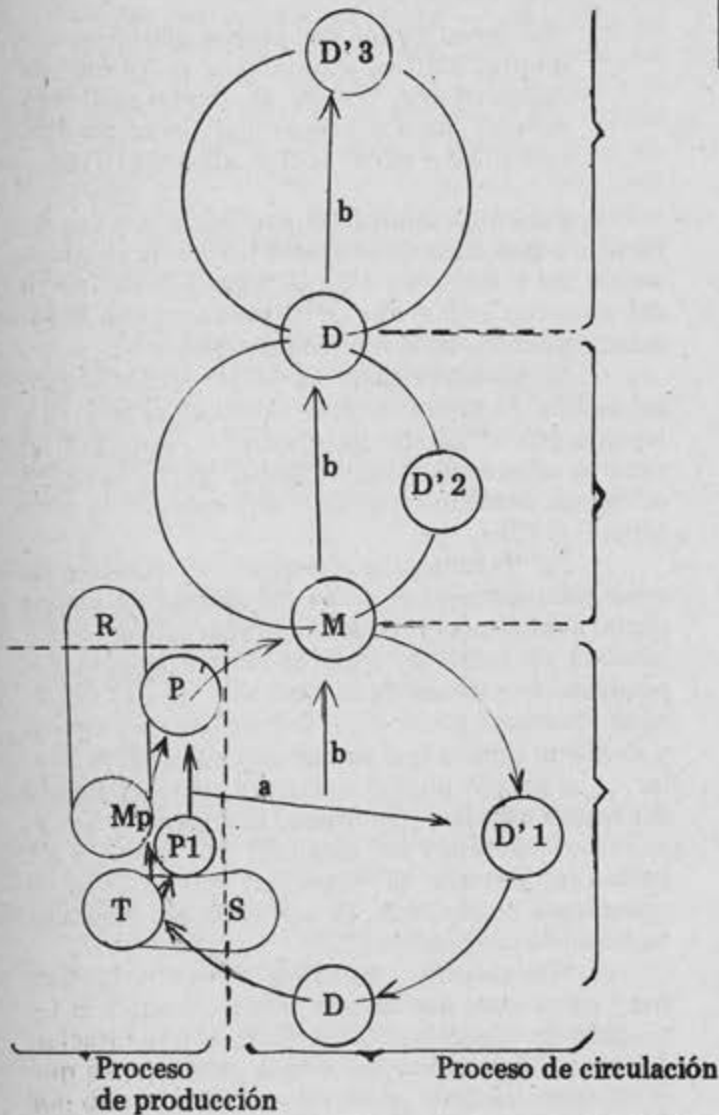 D'3
b
D
b
D'2
M
R
P
b
a
Mp
P1
D'1
T
S
D
Proceso
de producción
Proceso de circulación